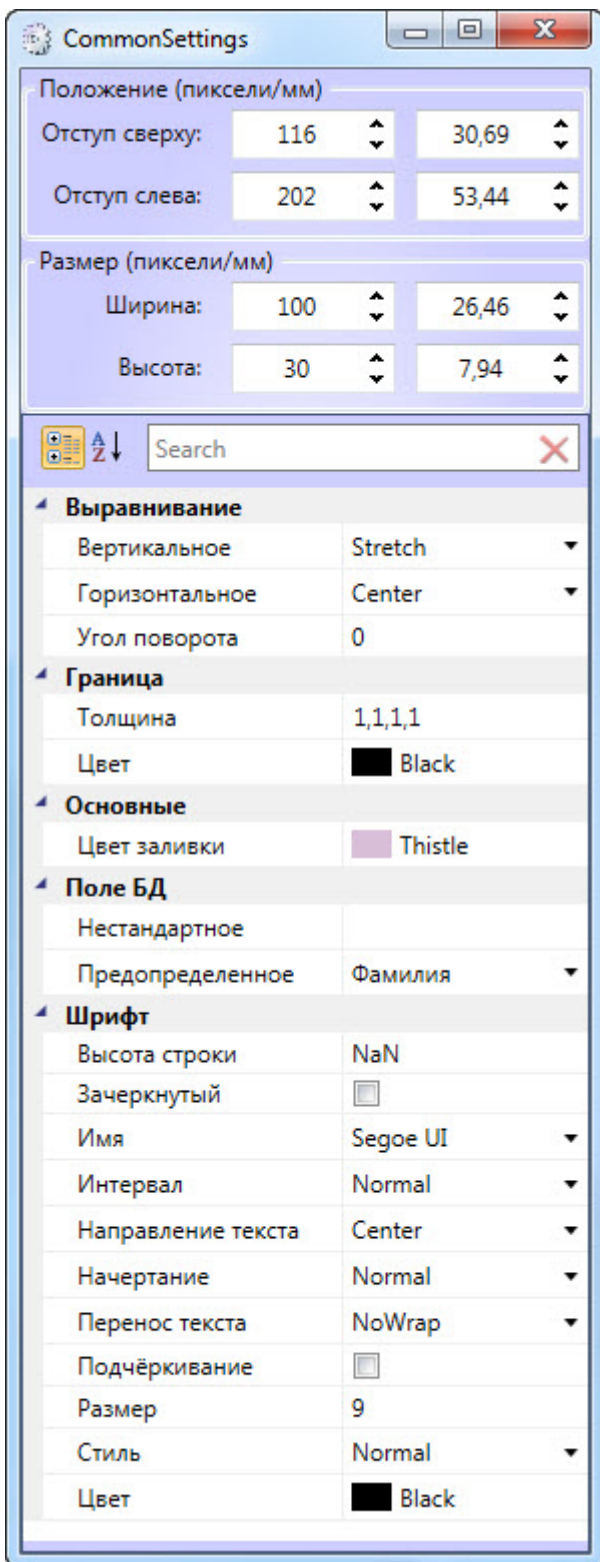 CommonSettings
Положение (пиксели/мм)
Отступ сверху: 116 30,69
Отступ слева: 202 53,44
Размер (пиксели/мм)
Ширина: 100 26,46
Высота: 30 7,94
A Z Search
Выравнивание
Вертикальное Stretch
Горизонтальное Center
Угол поворота 0
Граница
Толщина 1,1,1,1
Цвет Black
Основные
Цвет заливки Thistle
Поле БД
Нестандартное
Предопределенное Фамилия
Шрифт
Высота строки NaN
Зачеркнутый
Имя Segoe UI
Интервал Normal
Направление текста Center
Начертание Normal
Перенос текста NoWrap
Подчёркивание
Размер 9
Стиль Normal
Цвет Black